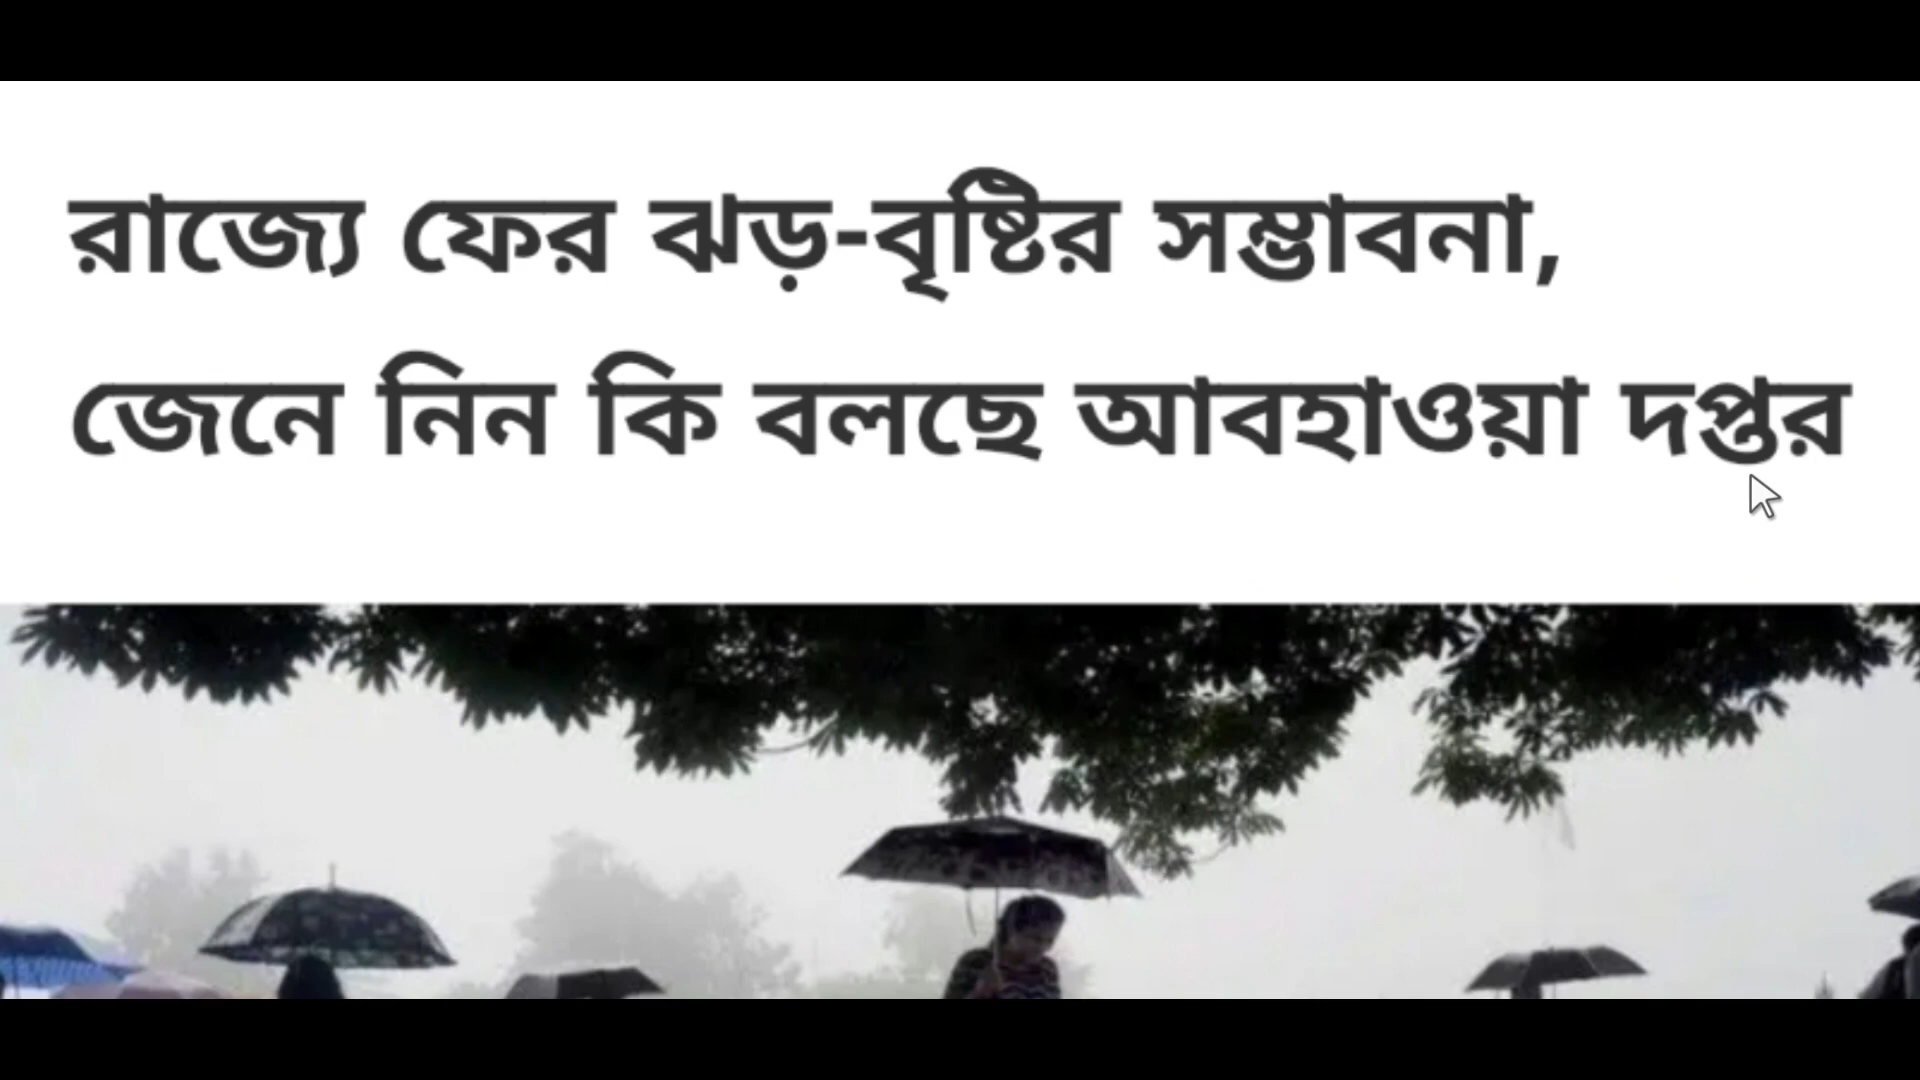 রাজ্যে ফের ঝড়-বৃষ্টির সম্ভাবনা,
জেনে নিন কি বলছে আবহাওয়া দপ্তর